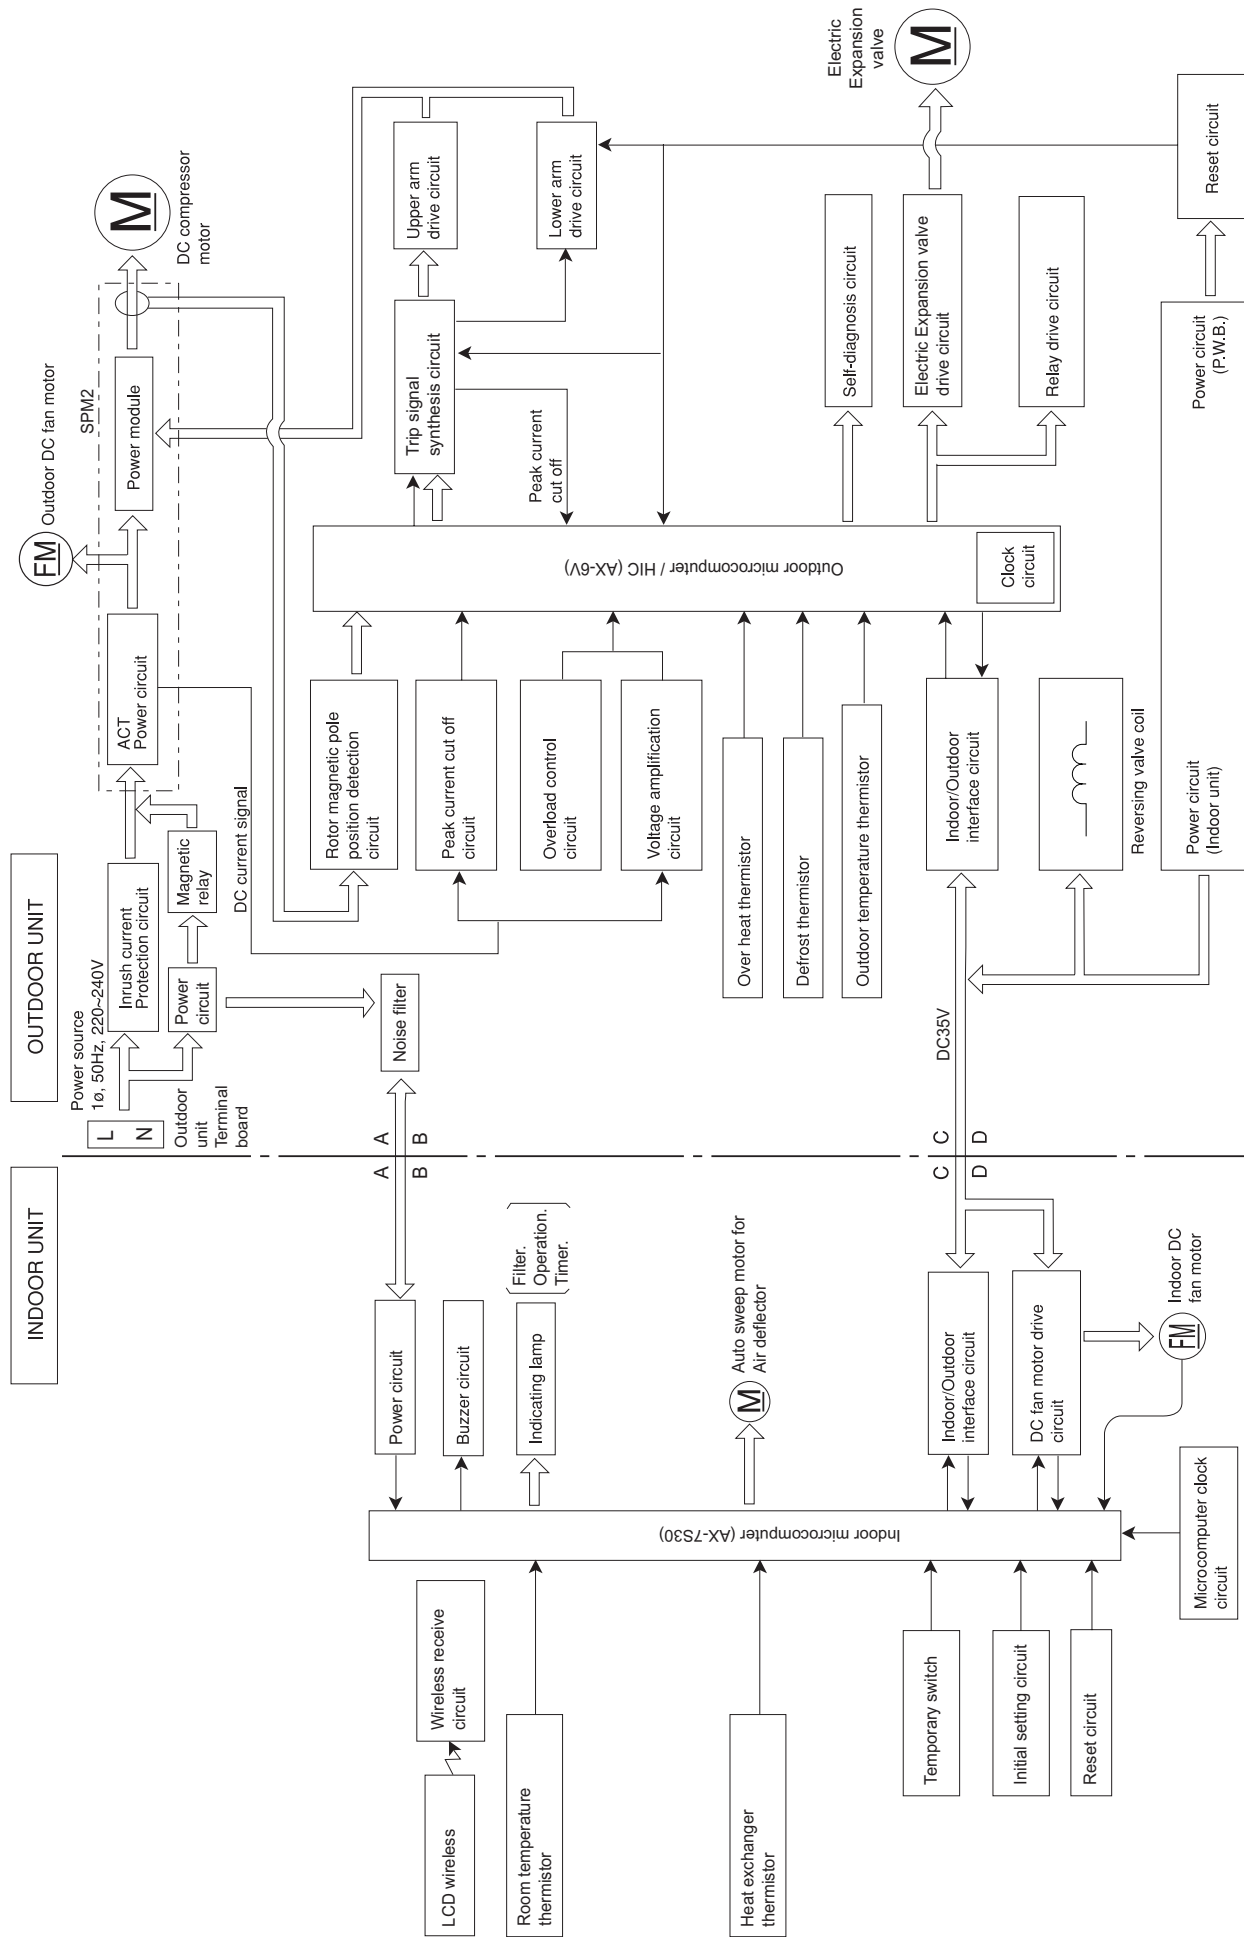 INDOOR UNIT
OUTDOOR UNIT
LCD wireless
Wireless receive
circuit
Room temperature
thermistor
Heat exchanger
thermistor
Temporary switch
Initial setting circuit
Reset circuit
Microcomputer clock
circuit
Indoor microcomputer (AX-7S30)
Power circuit
Buzzer circuit
Indicating lamp
Filter.
Operation.
Timer.
M
Auto sweep motor for
Air deflector
Indoor/Outdoor
interface circuit
DC fan motor drive
circuit
FM
Indoor DC
fan motor
A
B
A
B
C
D
C
D
DC35V
Power source
1ø, 50Hz, 220~240V
L
N
Outdoor
unit
Terminal
board
Inrush current
Protection circuit
Power
circuit
Magnetic
relay
Noise filter
DC current signal
ACT
Power circuit
FM
Outdoor DC fan motor
SPM2
Power module
M
DC compressor
motor
Rotor magnetic pole
position detection
circuit
Peak current cut off
circuit
Overload control
circuit
Voltage amplification
circuit
Over heat thermistor
Defrost thermistor
Outdoor temperature thermistor
Indoor/Outdoor
interface circuit
Reversing valve coil
Power circuit
(Indoor unit)
Power circuit
(P.W.B.)
Reset circuit
Outdoor microcomputer / HIC (AX-6V)
Clock
circuit
Trip signal
synthesis circuit
Peak current
cut off
Upper arm
drive circuit
Lower arm
drive circuit
Self-diagnosis circuit
Electric Expansion valve
drive circuit
Relay drive circuit
M
Electric
Expansion
valve